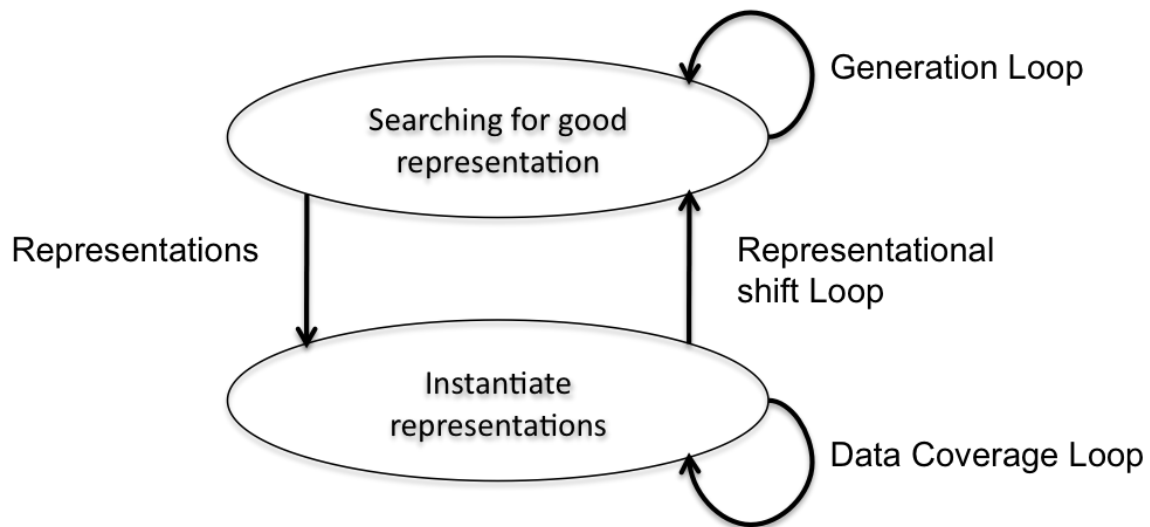 Generation Loop
Searching for good
representation
Representations
Representational
shift Loop
Instantiate
representations
Data Coverage Loop